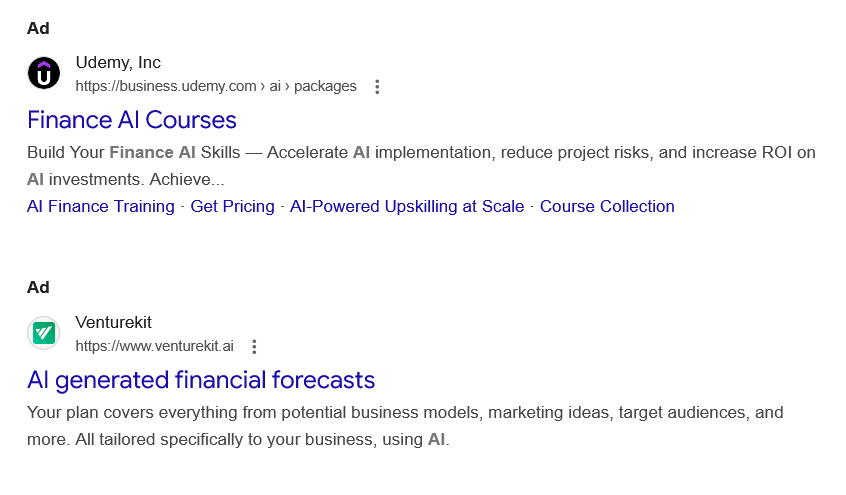 Ad
Udemy, Inc
https://business.udemy.com › ai › packages
Finance AI Courses
Build Your Finance AI Skills — Accelerate AI implementation, reduce project risks, and increase ROI on
AI investments. Achieve...
AI Finance Training · Get Pricing · AI-Powered Upskilling at Scale · Course Collection
Ad
Venturekit
https://www.venturekit.ai
AI generated financial forecasts
Your plan covers everything from potential business models, marketing ideas, target audiences, and
more. All tailored specifically to your business, using AI.